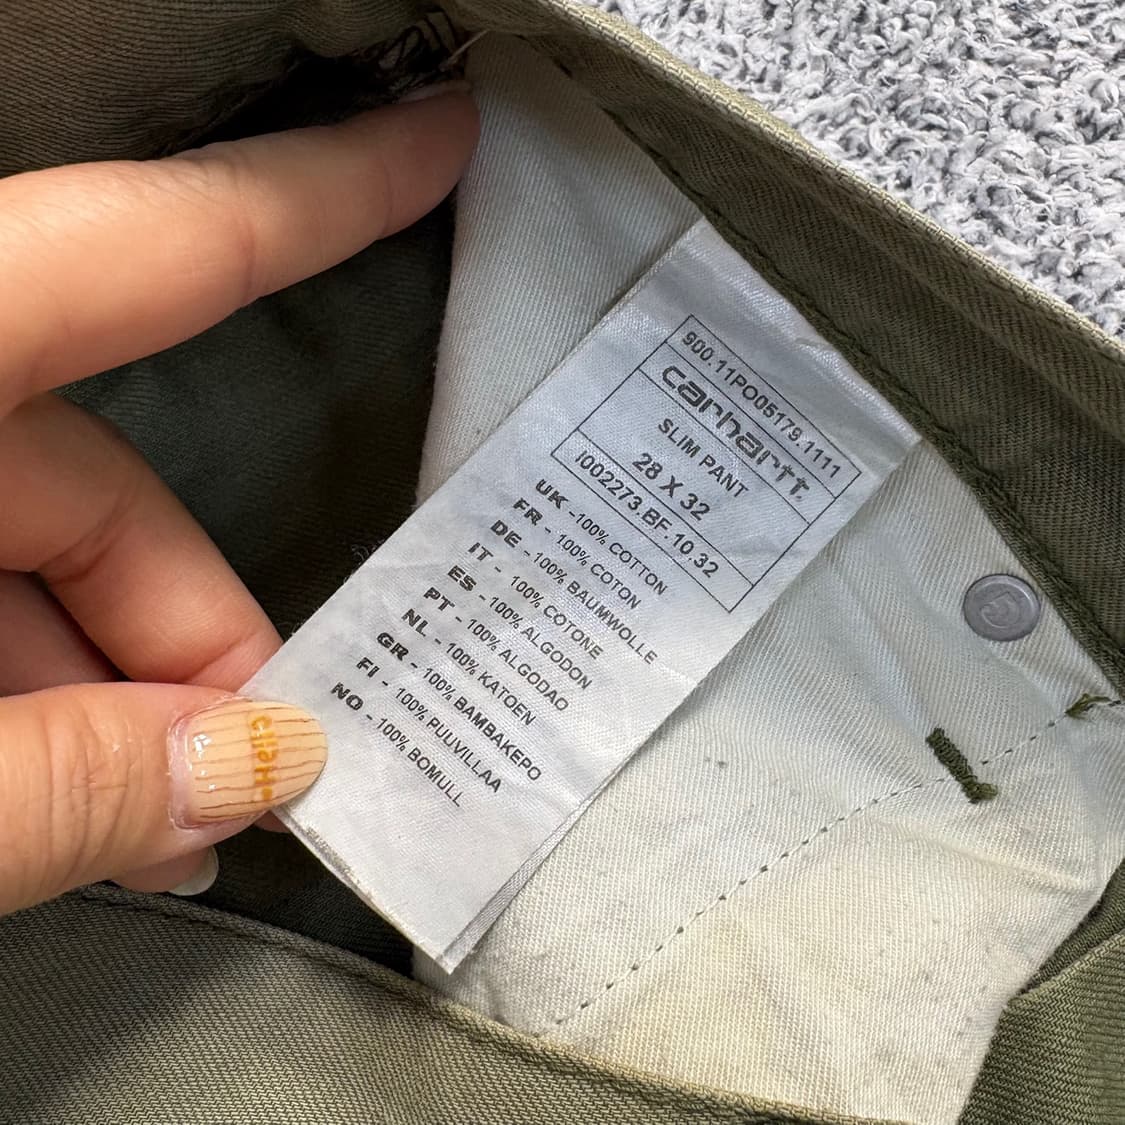 900.11PO05179.1111
carhartt.
SLIM PANT
28 X 32
I002273.BF.10.32
UK -100% COTTON
FR - 100% COTON
DE - 100% BAUMWOLLE
IT - 100% COTONE
ES - 100% ALGODON
PT - 100% ALGODAO
NL - 100% KATOEN
GR - 100% BAMBAKEPO
FI - 100% PUUVILLAA
NO - 100% BOMULL
5